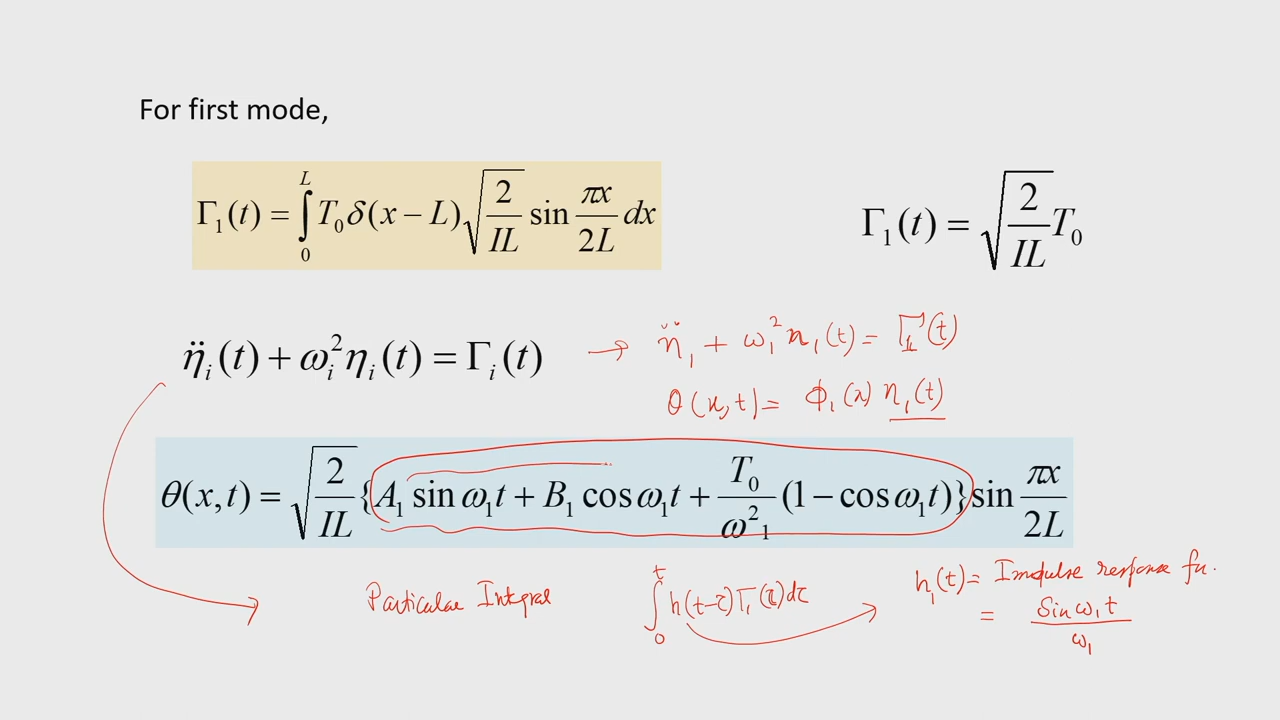 For first mode,
Γ₁(t) = ∫₀ᴸ T₀δ(x − L)√(2/IL) sin πx/2L dx
Γ₁(t) = √(2/IL) T₀
η̈ᵢ(t) + ωᵢ²ηᵢ(t) = Γᵢ(t)
→ η̈₁ + ω₁²η₁(t) = Γ₁(t)
θ(x,t) = ϕ₁(x) η₁(t)
θ(x,t) = √(2/IL) {A₁ sin ω₁t + B₁ cos ω₁t + T₀/ω²₁ (1 − cos ω₁t)} sin πx/2L
Particular Integral
∫₀ᵗ h(t−τ)Γ₁(τ)dτ
h₁(t) = Impulse response fu.
= Sin ω₁t/ω₁